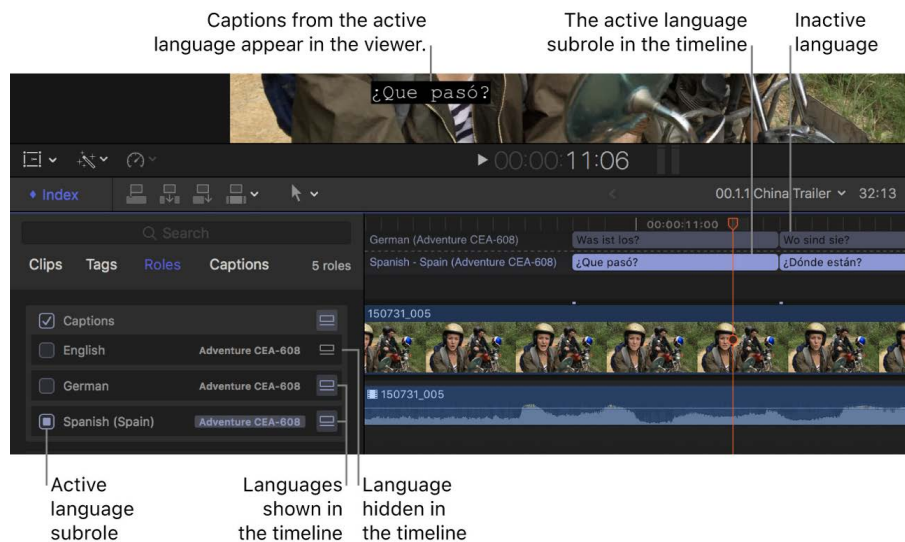 Captions from the active
language appear in the viewer.
The active language
subrole in the timeline
Inactive
language
¿Que pasó?
00:00:11:06
Index
00.1.1 China Trailer
32:13
Search
Clips
Tags
Roles
Captions
5 roles
00:00:11:00
German (Adventure CEA-608)
Was ist los?
Wo sind sie?
Spanish - Spain (Adventure CEA-608)
¿Que pasó?
¿Dónde están?
Captions
English
Adventure CEA-608
German
Adventure CEA-608
Spanish (Spain)
Adventure CEA-608
150731_005
150731_005
Active
language
subrole
Languages
shown in
the timeline
Language
hidden in
the timeline